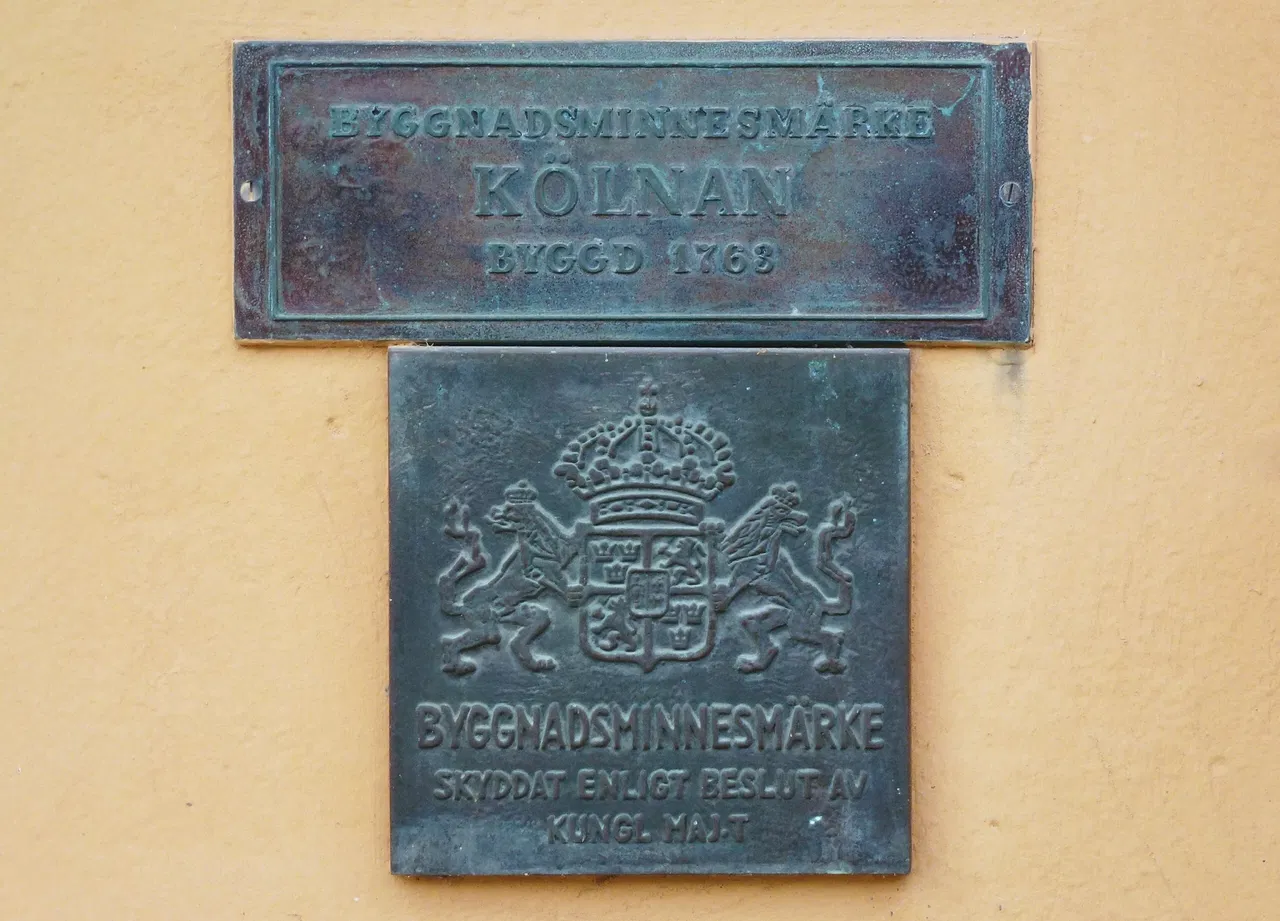 BYGGNADSMINNESMÄRKE
KÖLNAN
BYGGD 1763
BYGGNADSMINNESMÄRKE
SKYDDAT ENLIGT BESLUT AV
KUNGL MAJ·T